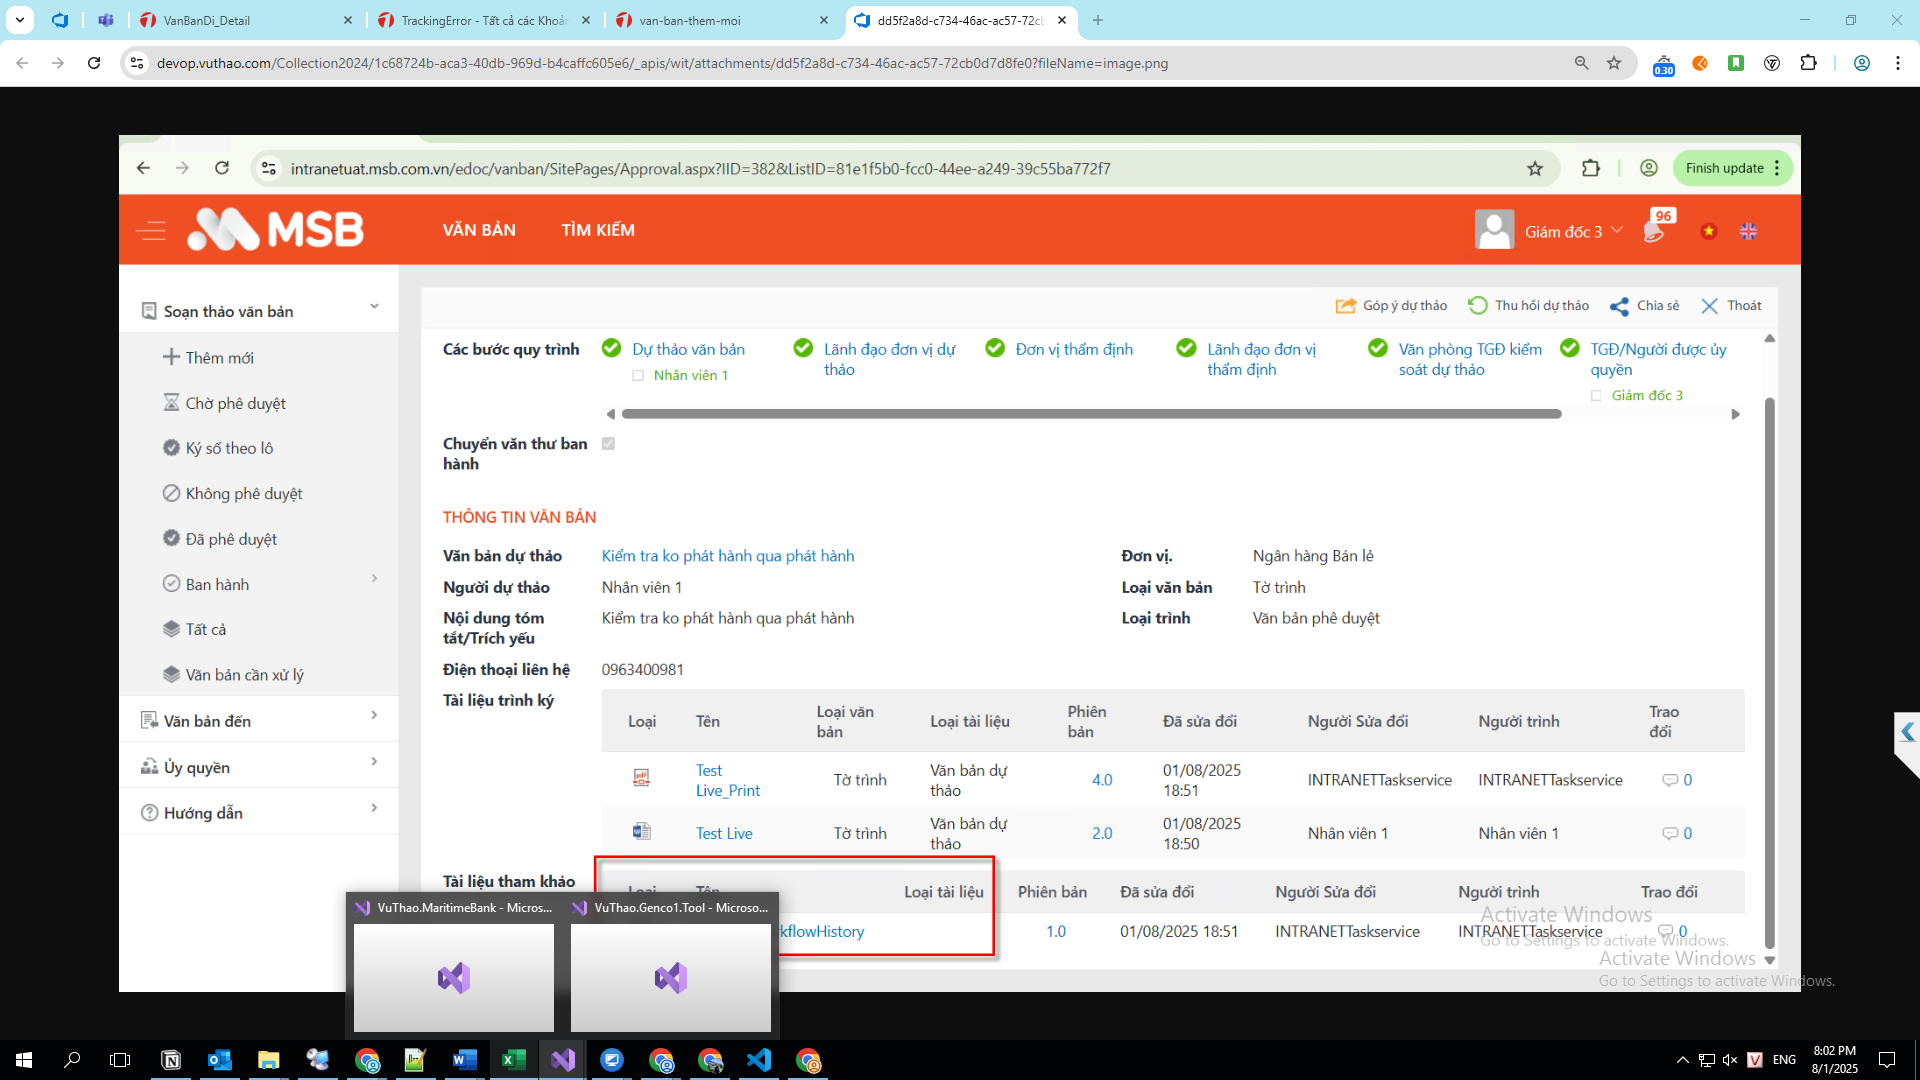 VanBanDi_Detail
TrackingError - Tất cả các Khoản
van-ban-them-moi
dd5f2a8d-c734-46ac-ac57-72cb
devop.vuthao.com/Collection2024/1c68724b-aca3-40db-969d-b4caffc605e6/_apis/wit/attachments/dd5f2a8d-c734-46ac-ac57-72cb0d7d8fe0?fileName=image.png
0.30
intranetuat.msb.com.vn/edoc/vanban/SitePages/Approval.aspx?IID=382&ListID=81e1f5b0-fcc0-44ee-a249-39c55ba772f7
Finish update
MSB
VĂN BẢN
TÌM KIẾM
Giám đốc 3
96
Soạn thảo văn bản
Thêm mới
Chờ phê duyệt
Ký số theo lô
Không phê duyệt
Đã phê duyệt
Ban hành
Tất cả
Văn bản cần xử lý
Văn bản đến
Ủy quyền
Hướng dẫn
Góp ý dự thảo
Thu hồi dự thảo
Chia sẻ
Thoát
Các bước quy trình
Dự thảo văn bản
Nhân viên 1
Lãnh đạo đơn vị dự
thảo
Đơn vị thẩm định
Lãnh đạo đơn vị
thẩm định
Văn phòng TGĐ kiểm
soát dự thảo
TGĐ/Người được ủy
quyền
Giám đốc 3
Chuyển văn thư ban
hành
THÔNG TIN VĂN BẢN
Văn bản dự thảo
Kiểm tra ko phát hành qua phát hành
Đơn vị.
Ngân hàng Bán lẻ
Người dự thảo
Nhân viên 1
Loại văn bản
Tờ trình
Nội dung tóm
tắt/Trích yếu
Kiểm tra ko phát hành qua phát hành
Loại trình
Văn bản phê duyệt
Điện thoại liên hệ
0963400981
Tài liệu trình ký
Loại
Tên
Loại văn
bản
Loại tài liệu
Phiên
bản
Đã sửa đổi
Người Sửa đổi
Người trình
Trao
đổi
Test
Live_Print
Tờ trình
Văn bản dự
thảo
4.0
01/08/2025
18:51
INTRANETTaskservice
INTRANETTaskservice
0
Test Live
Tờ trình
Văn bản dự
thảo
2.0
01/08/2025
18:50
Nhân viên 1
Nhân viên 1
0
Tài liệu tham khảo
Loại
Tên
Loại tài liệu
Phiên bản
Đã sửa đổi
Người Sửa đổi
Người trình
Trao đổi
kflowHistory
1.0
01/08/2025 18:51
INTRANETTaskservice
INTRANETTaskservice
0
Activate Windows
Go to Settings to activate Windows.
Activate Windows
Go to Settings to activate Windows.
VuThao.MaritimeBank - Micros...
VuThao.Genco1.Tool - Microso...
ENG
8:02 PM
8/1/2025